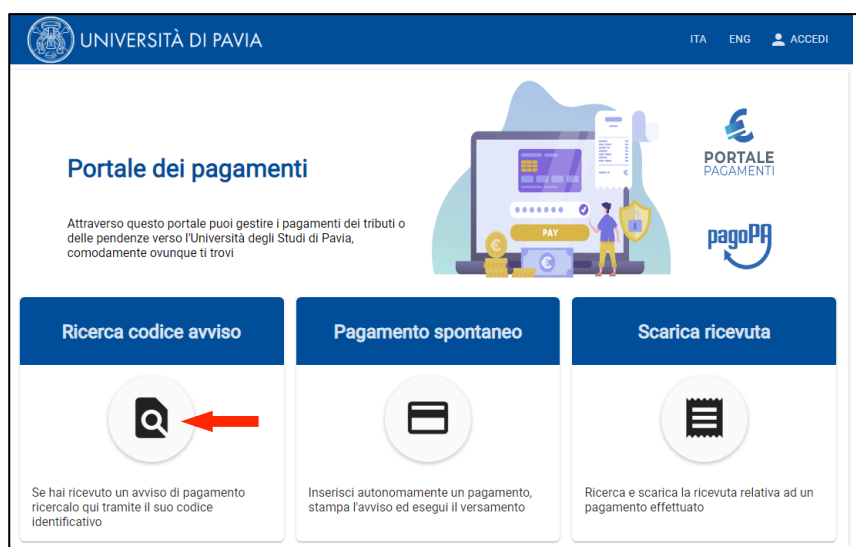 UNIVERSITÀ DI PAVIA
ITA ENG ACCEDI
Portale dei pagamenti
Attraverso questo portale puoi gestire i pagamenti dei tributi o
delle pendenze verso l'Università degli Studi di Pavia,
comodamente ovunque ti trovi
PAY
PORTALE
PAGAMENTI
pagoPA
Ricerca codice avviso
Se hai ricevuto un avviso di pagamento
ricercalo qui tramite il suo codice
identificativo
Pagamento spontaneo
Inserisci autonomamente un pagamento,
stampa l'avviso ed esegui il versamento
Scarica ricevuta
Ricerca e scarica la ricevuta relativa ad un
pagamento effettuato